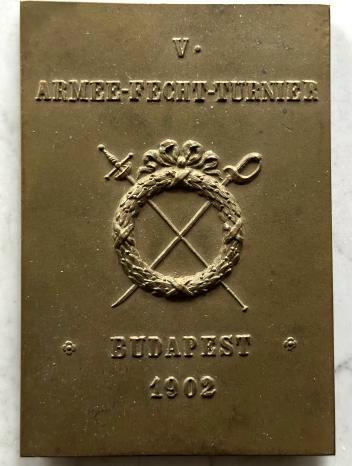 V.
ARMEE-FECHT-TURNIER
BUDAPEST
1902